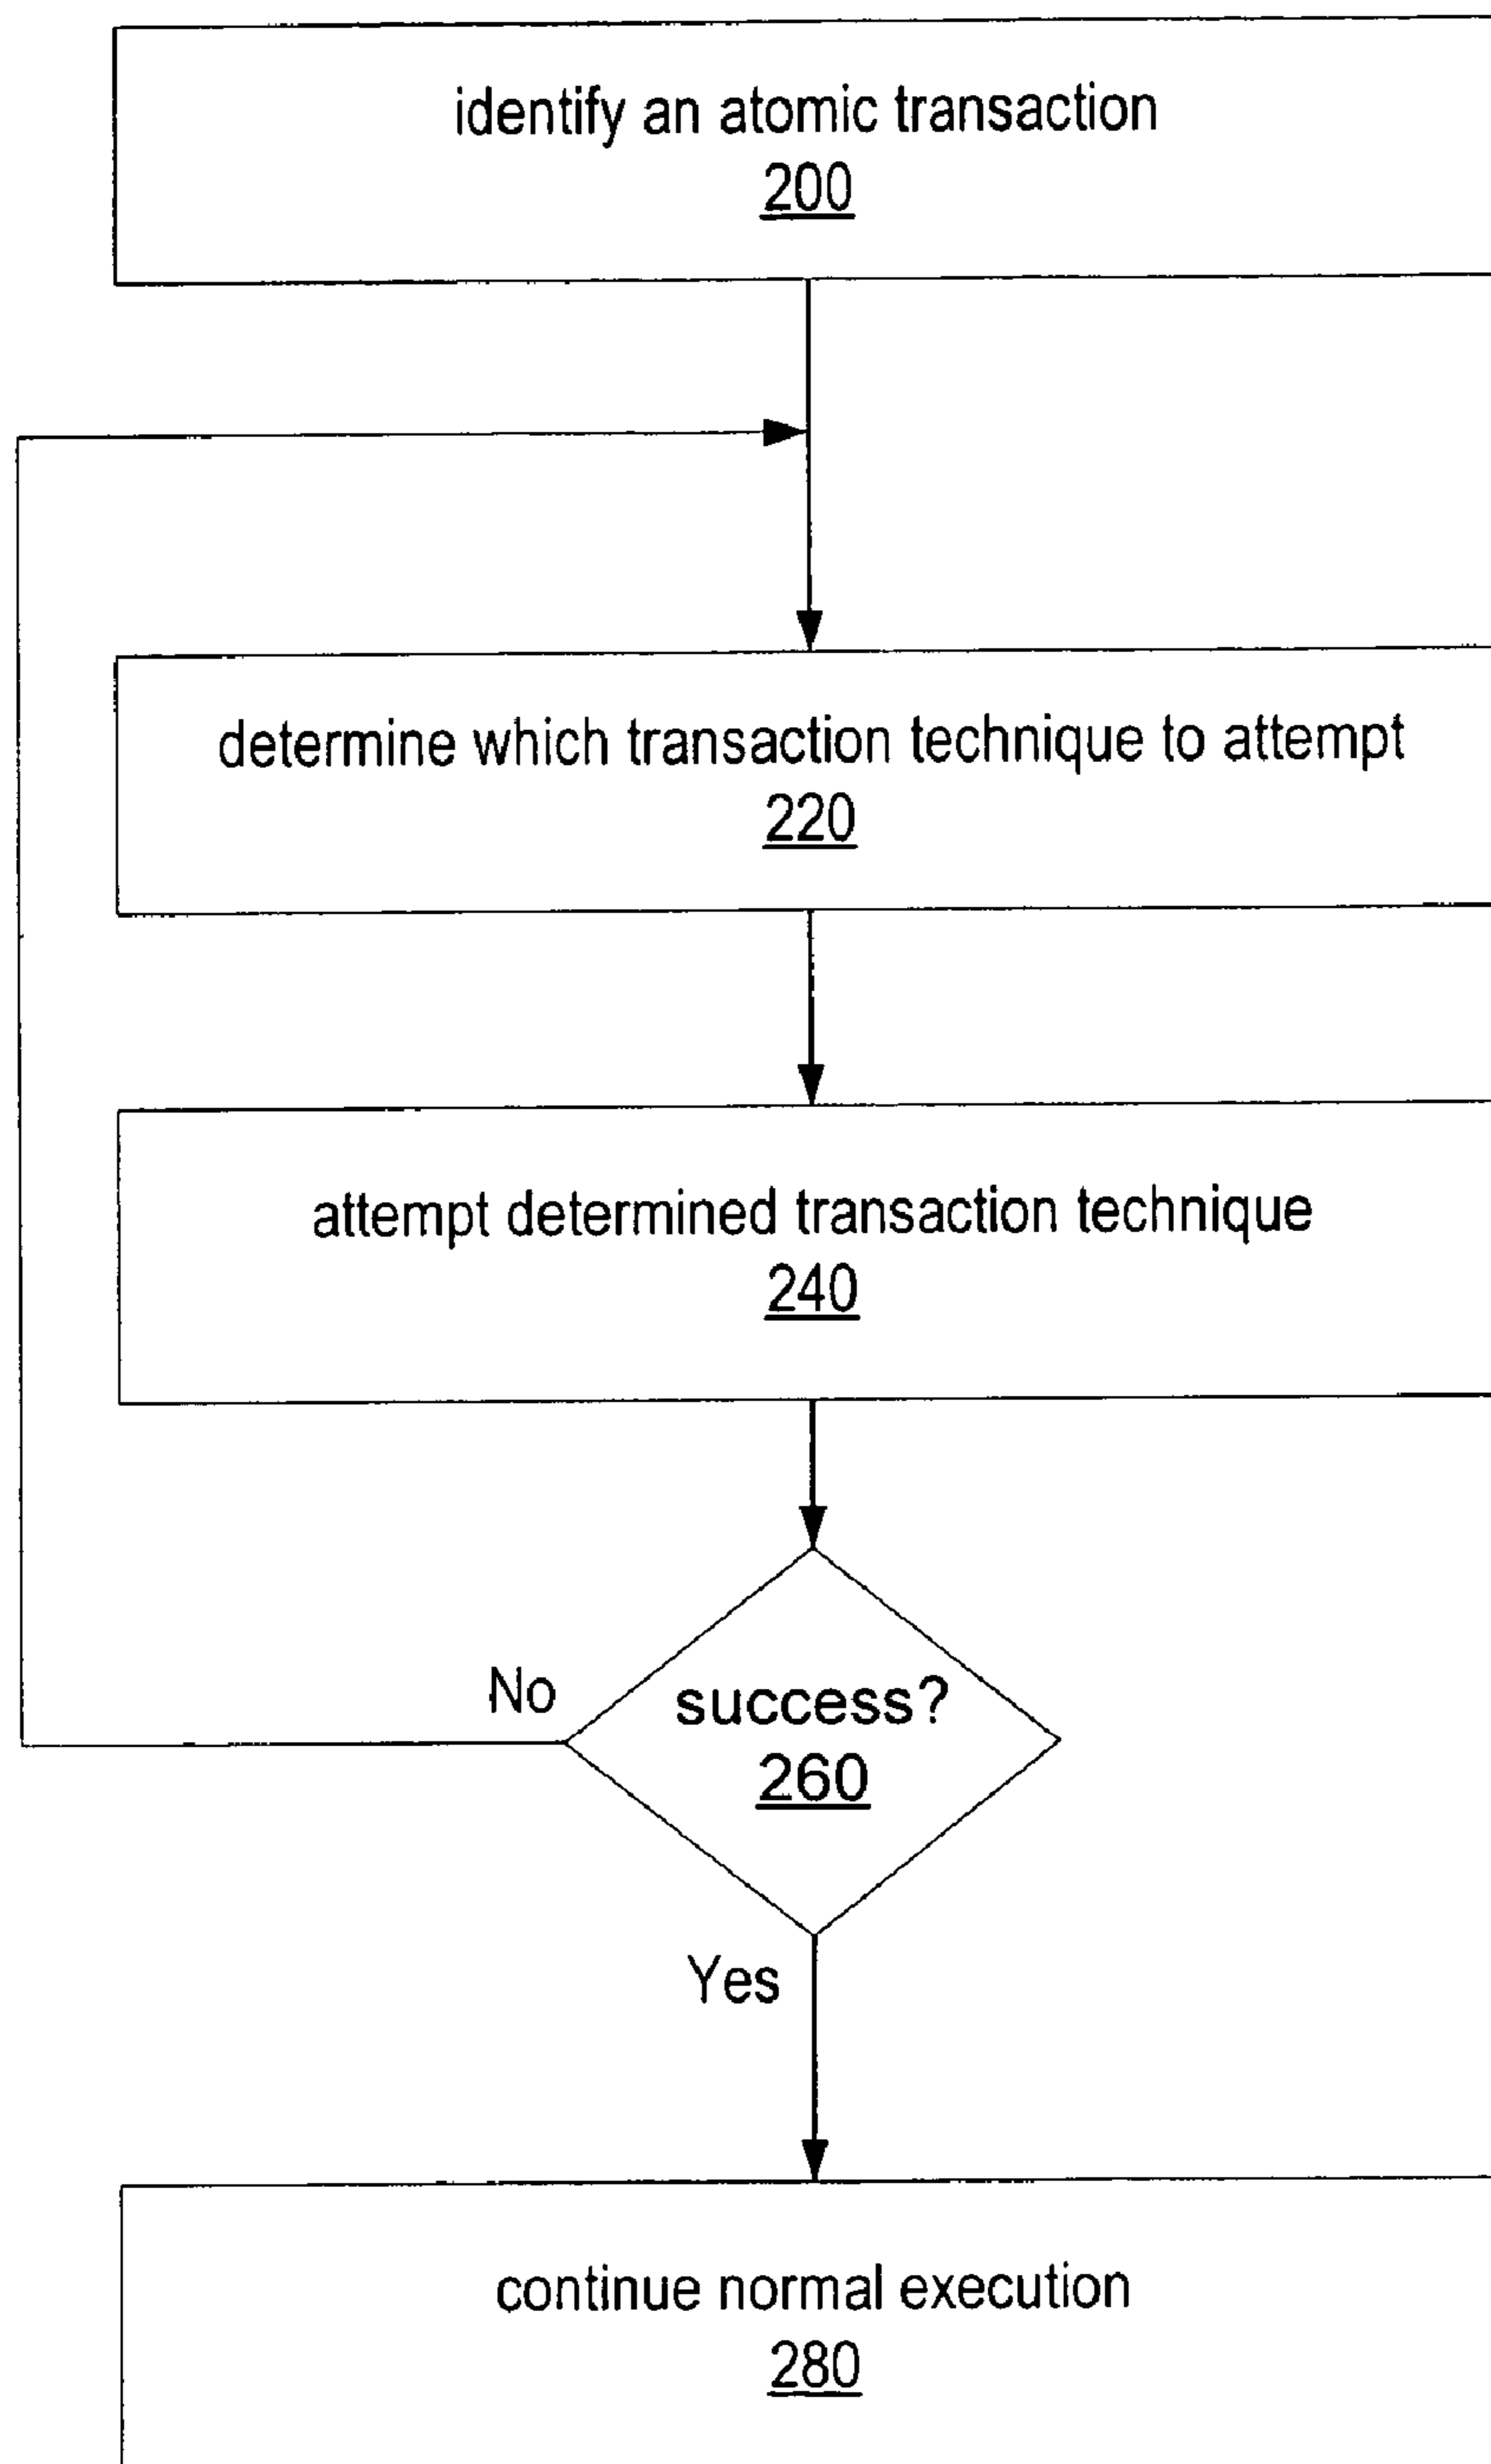 identify an atomic transaction
200
determine which transaction technique to attempt
220
attempt determined transaction technique
240
No
success?
260
Yes
continue normal execution
280